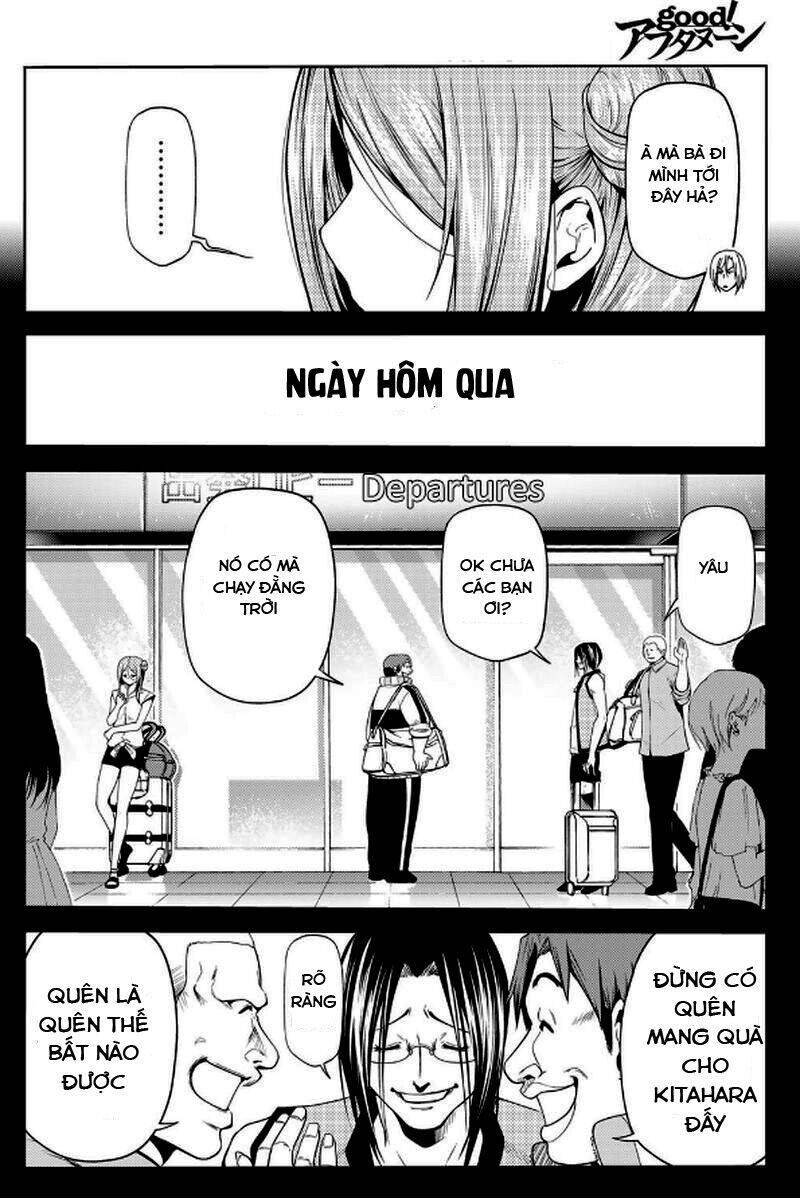 good!
アフタヌーン
À MÀ BÀ ĐI
MÌNH TỚI
ĐÂY HẢ?
.........
NGÀY HÔM QUA
Departures
YÂU
OK CHƯA
CÁC BẠN
ƠI?
NÓ CÓ MÀ
CHẠY ĐẰNG
TRỜI
ĐỪNG CÓ
QUÊN
MANG QUÀ
CHO
KITAHARA
ĐẤY
RÕ
RÀNG
QUÊN LÀ
QUÊN THẾ
BẤT NÀO
ĐƯỢC